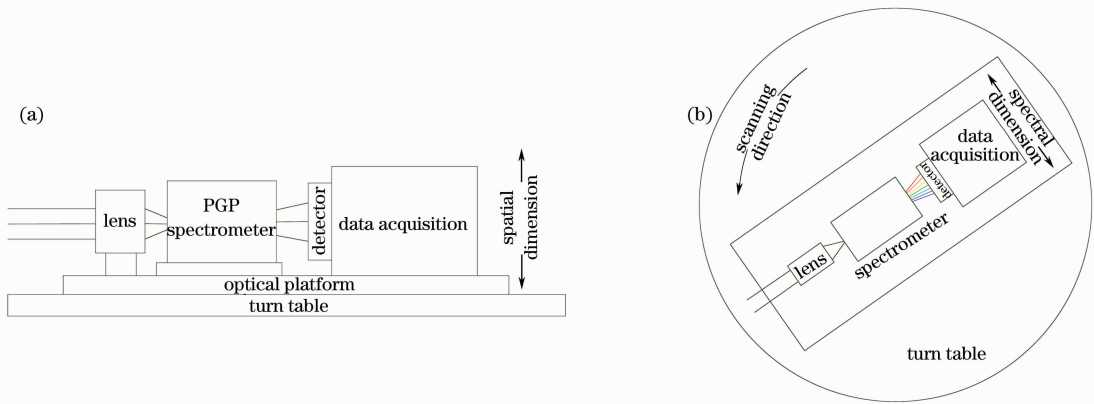 (a)
lens
PGP
spectrometer
detector
data acquisition
spatial
dimension
optical platform
turn table
(b)
scanning
direction
spectral
dimension
data
acquisition
detector
spectrometer
lens
turn table